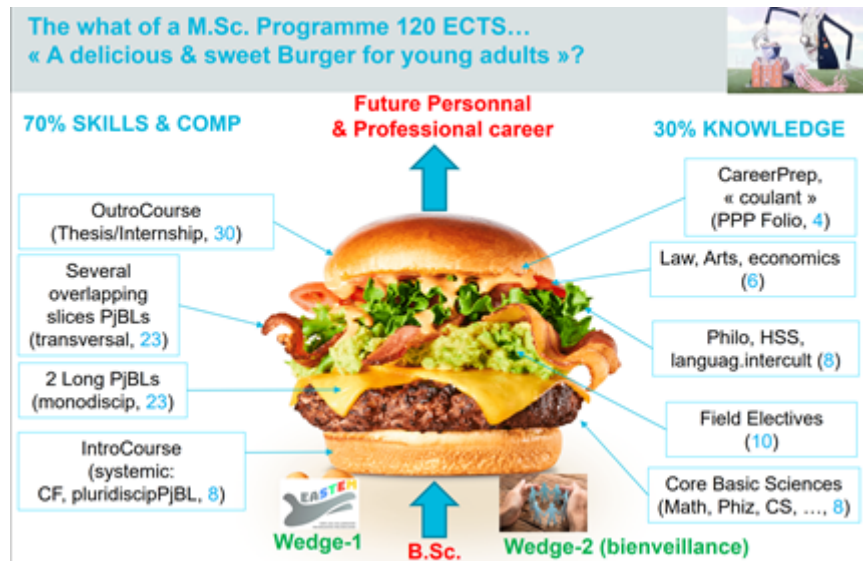 The what of a M.Sc. Programme 120 ECTS…
« A delicious & sweet Burger for young adults »?
Future Personnal
& Professional career
70% SKILLS & COMP
30% KNOWLEDGE
OutroCourse
(Thesis/Internship, 30)
Several
overlapping
slices PjBLs
(transversal, 23)
2 Long PjBLs
(monodiscip, 23)
IntroCourse
(systemic:
CF, pluridiscipPjBL, 8)
CareerPrep,
« coulant »
(PPP Folio, 4)
Law, Arts, economics
(6)
Philo, HSS,
languag.intercult (8)
Field Electives
(10)
Core Basic Sciences
(Math, Phiz, CS, …, 8)
EASTEM
Wedge-1
B.Sc.
Wedge-2 (bienveillance)